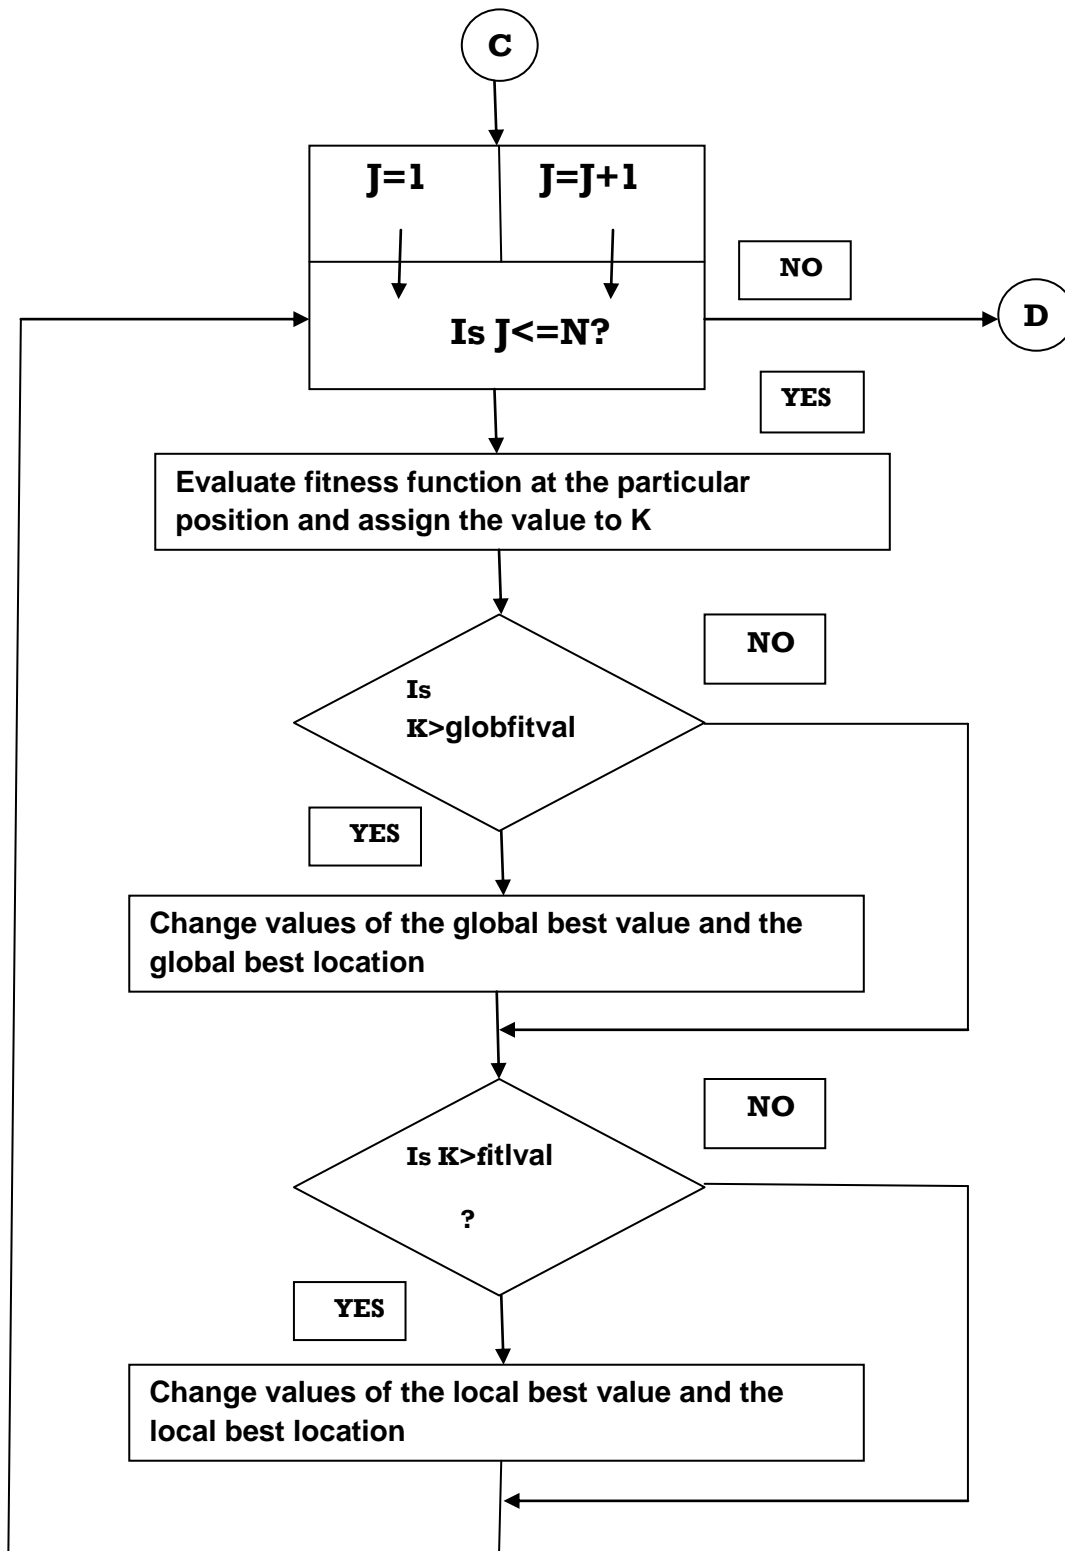 C
J=1
J=J+1
NO
Is J<=N?
D
YES
Evaluate fitness function at the particular
position and assign the value to K
NO
Is
K>globfitval
YES
Change values of the global best value and the
global best location
NO
Is K>fitlval
?
YES
Change values of the local best value and the
local best location